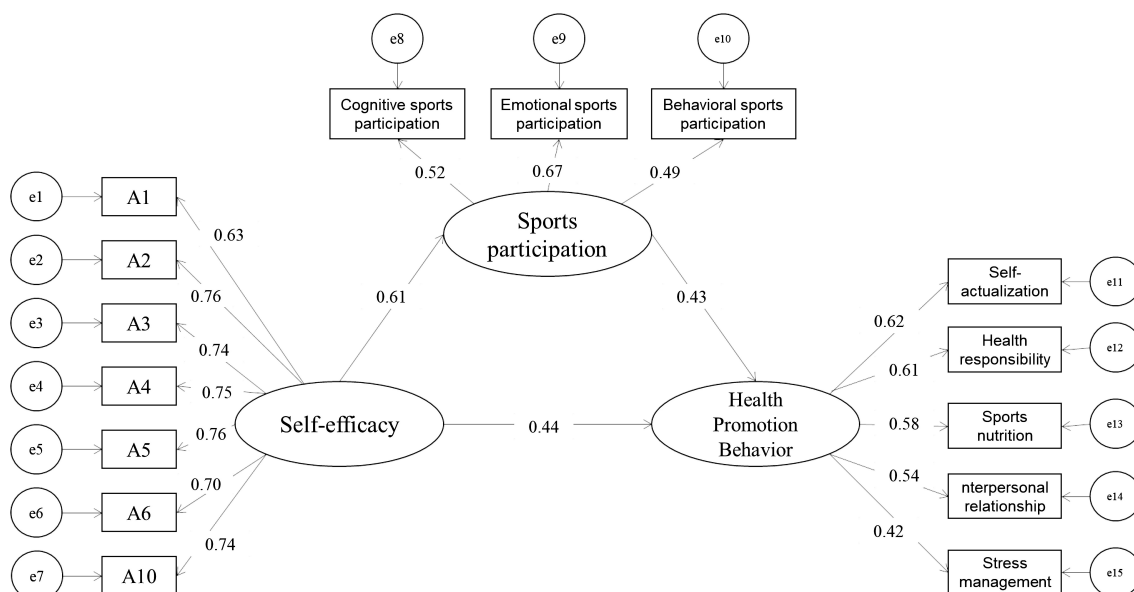 e8
e9
e10
Cognitive sports
participation
Emotional sports
participation
Behavioral sports
participation
0.52
0.67
0.49
Sports
participation
e1
A1
0.63
e2
A2
0.76
e3
A3
0.74
e4
A4
0.75
e5
A5
0.76
e6
A6
0.70
e7
A10
0.74
Self-efficacy
0.61
0.43
0.44
Health
Promotion
Behavior
0.62
Self-
actualization
e11
0.61
Health
responsibility
e12
0.58
Sports
nutrition
e13
0.54
nterpersonal
relationship
e14
0.42
Stress
management
e15